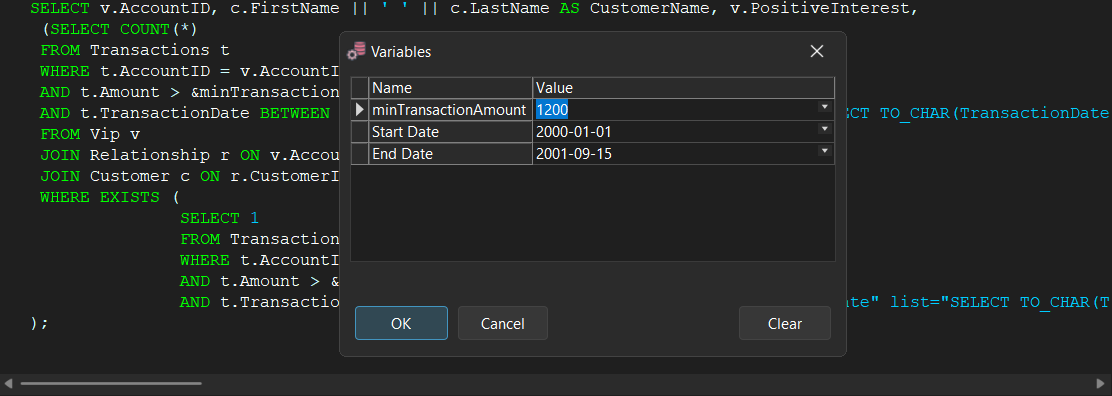 SELECT v.AccountID, c.FirstName || ' ' || c.LastName AS CustomerName, v.PositiveInterest,
(SELECT COUNT(*)
FROM Transactions t
WHERE t.AccountID = v.AccountI
AND t.Amount > &minTransaction
AND t.TransactionDate BETWEEN
ECT TO_CHAR(TransactionDate
FROM Vip v
JOIN Relationship r ON v.Accou
JOIN Customer c ON r.CustomerI
WHERE EXISTS (
SELECT 1
FROM Transaction
WHERE t.AccountI
AND t.Amount > &
AND t.Transactio
ate" list="SELECT TO_CHAR(T
);
Variables
Name Value
minTransactionAmount 1200
Start Date 2000-01-01
End Date 2001-09-15
OK Cancel Clear